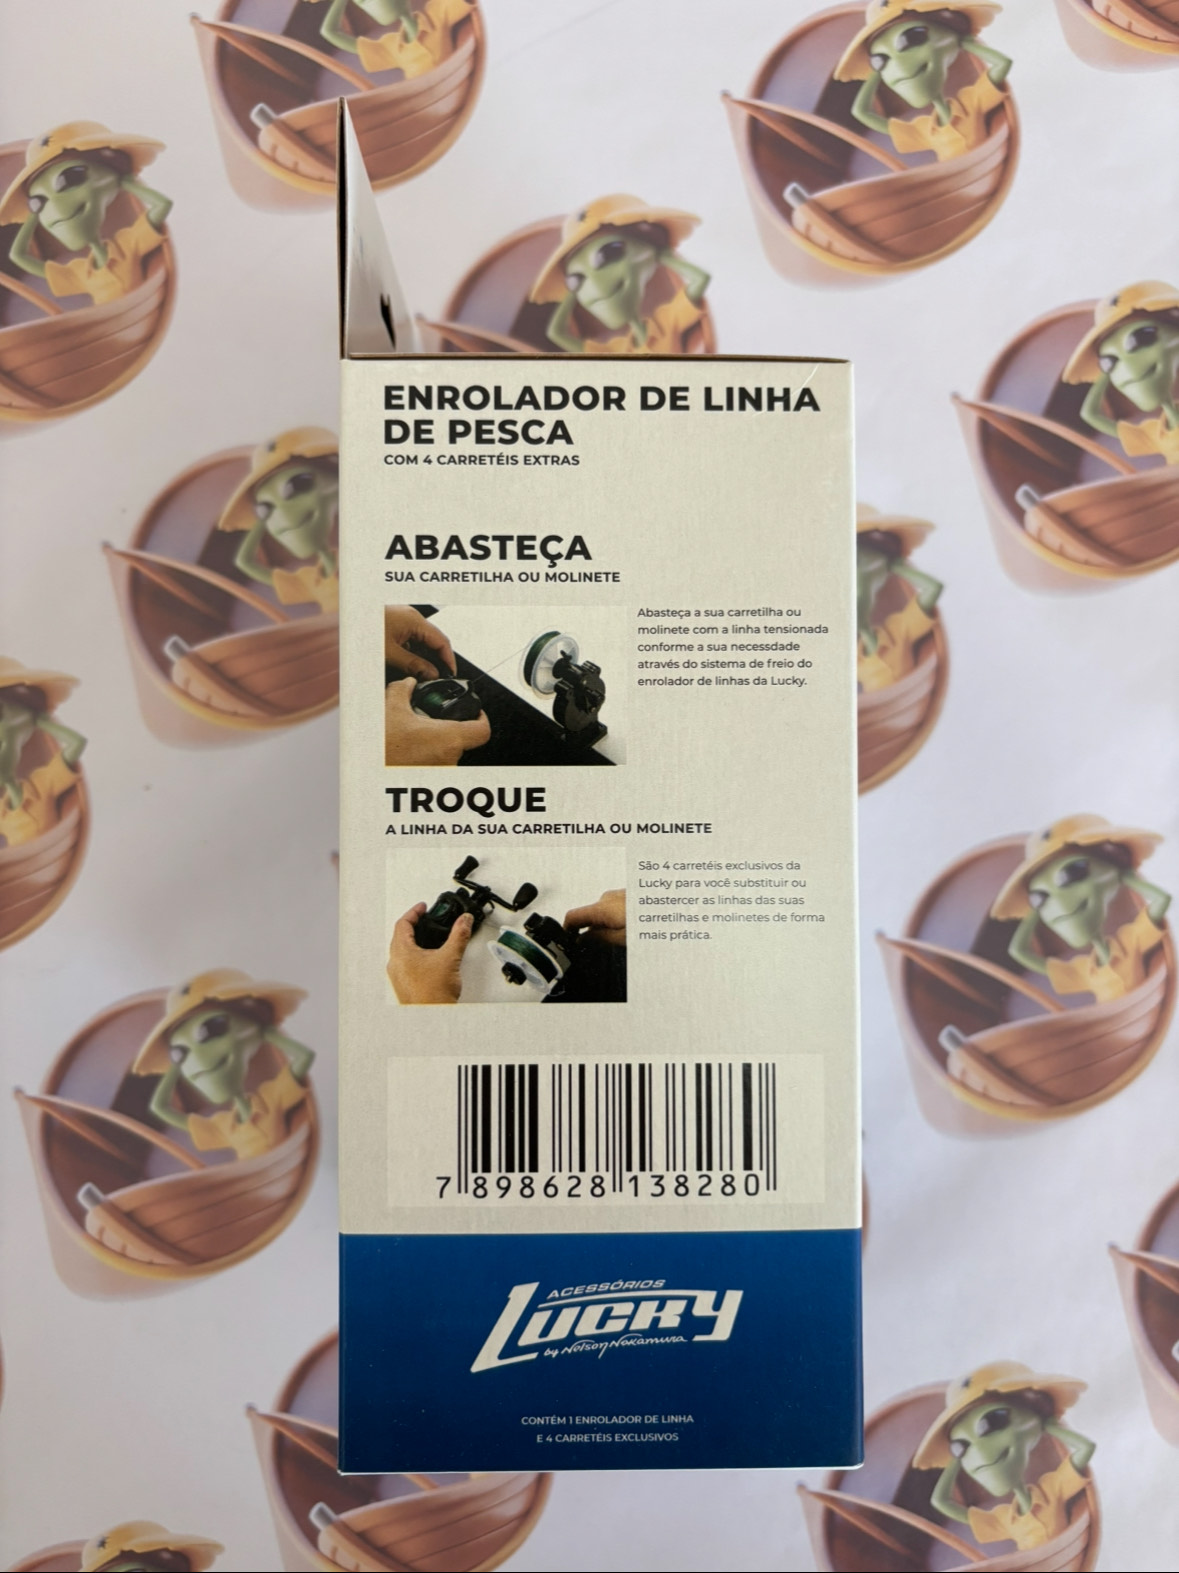 ENROLADOR DE LINHA
DE PESCA
COM 4 CARRETÉIS EXTRAS
ABASTEÇA
SUA CARRETILHA OU MOLINETE
Abasteça a sua carretilha ou
molinete com a linha tensionada
conforme a sua necessdade
através do sistema de freio do
enrolador de linhas da Lucky.
TROQUE
A LINHA DA SUA CARRETILHA OU MOLINETE
São 4 carretéis exclusivos da
Lucky para você substituir ou
abastercer as linhas das suas
carretilhas e molinetes de forma
mais prática.
7 898628 138280
ACESSÓRIOS
LUCKY
by Nelson Nakamura
CONTÉM 1 ENROLADOR DE LINHA
E 4 CARRETÉIS EXCLUSIVOS